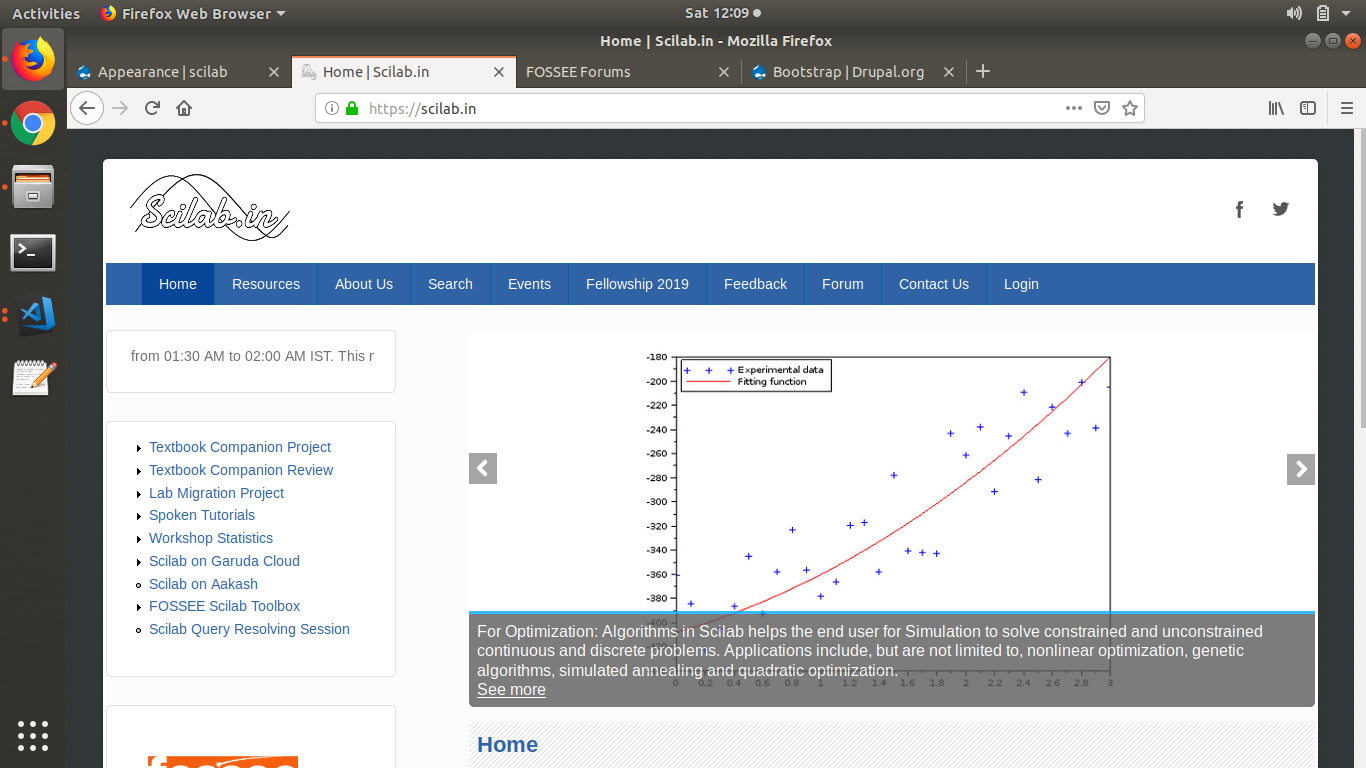 Activities Firefox Web Browser Sat 12:09
Home | Scilab.in - Mozilla Firefox
Appearance | scilab Home | Scilab.in FOSSEE Forums Bootstrap | Drupal.org
https://scilab.in
Scilab.in
Home Resources About Us Search Events Fellowship 2019 Feedback Forum Contact Us Login
from 01:30 AM to 02:00 AM IST. This
Textbook Companion Project
Textbook Companion Review
Lab Migration Project
Spoken Tutorials
Workshop Statistics
Scilab on Garuda Cloud
Scilab on Aakash
FOSSEE Scilab Toolbox
Scilab Query Resolving Session
Experimental data
Fitting function
-180
-200
-220
-240
-260
-280
-300
-320
-340
-360
-380
-400
For Optimization: Algorithms in Scilab helps the end user for Simulation to solve constrained and unconstrained
continuous and discrete problems. Applications include, but are not limited to, nonlinear optimization, genetic
algorithms, simulated annealing and quadratic optimization.
0 0.2 0.4 0.6 0.8 1 1.2 1.4 1.6 1.8 2 2.2 2.4 2.6 2.8 3
See more
Home